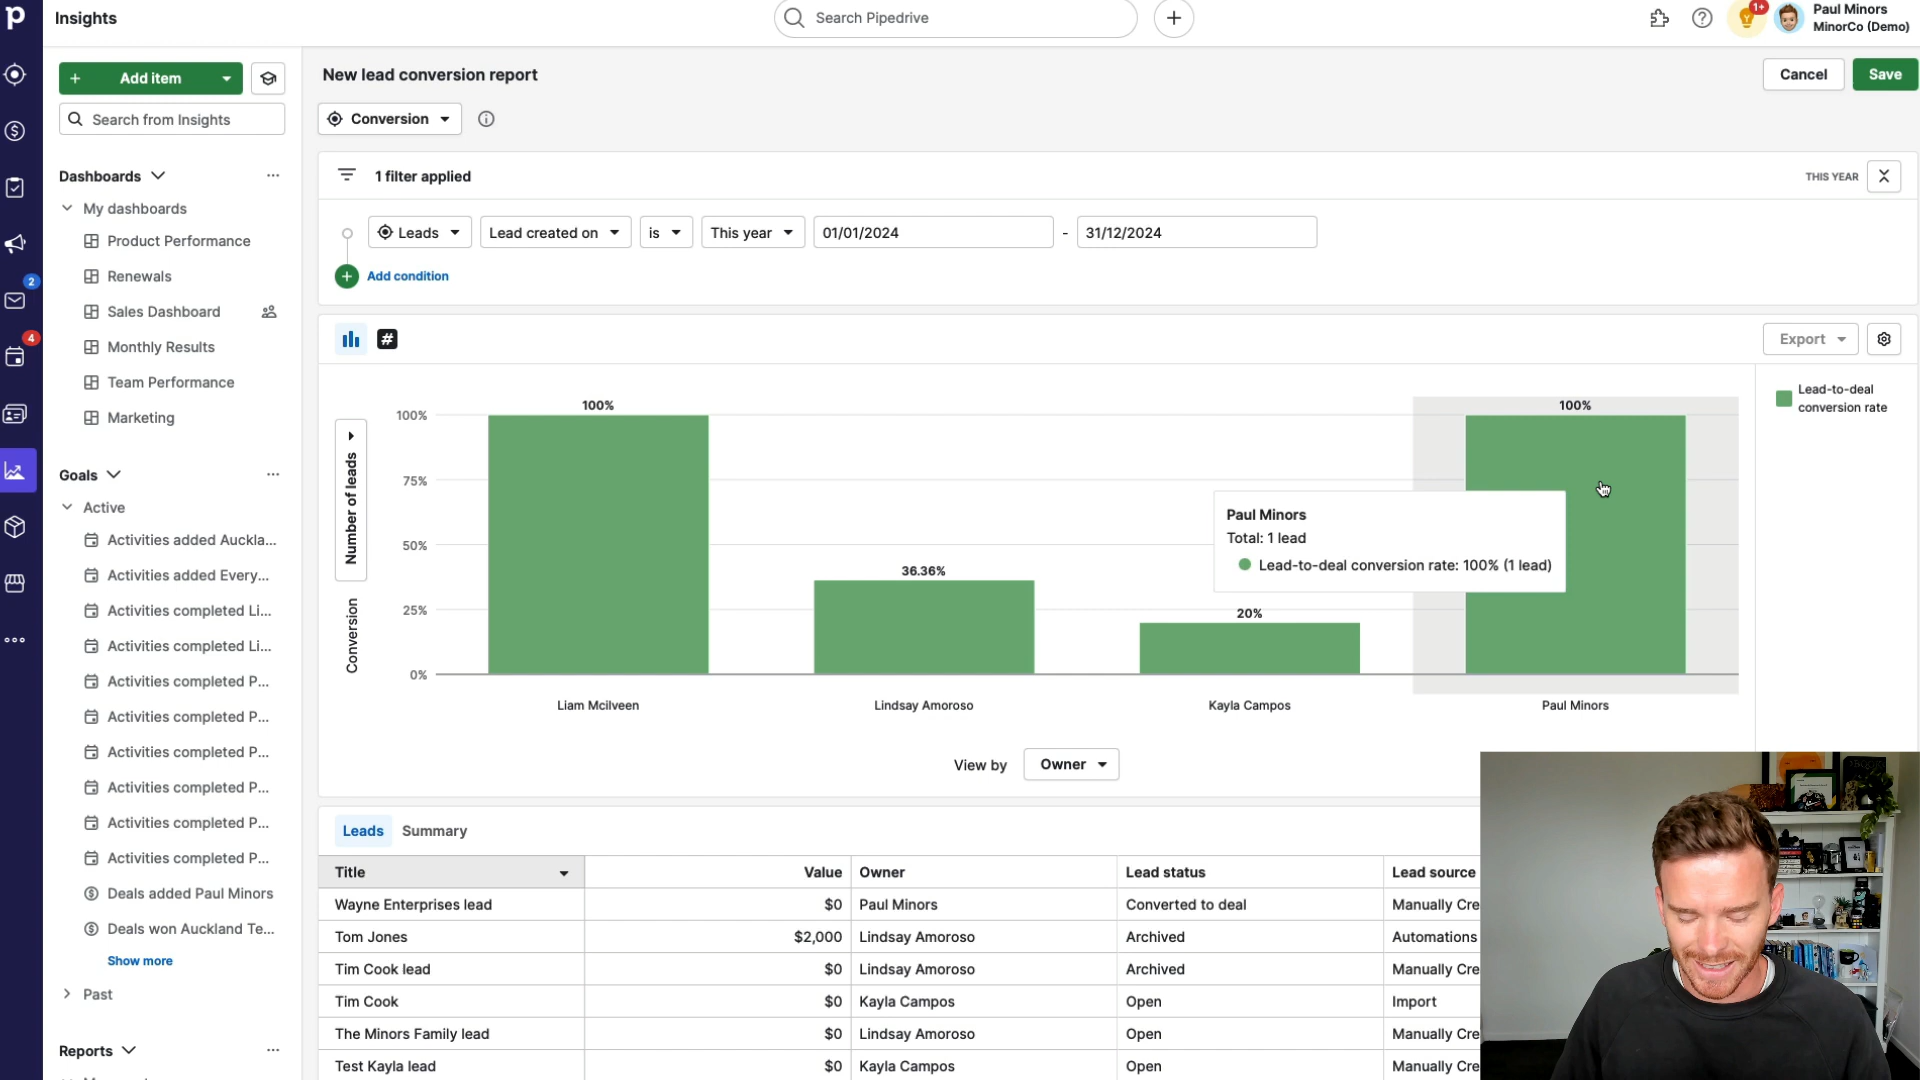 Insights
Search Pipedrive
1+
Paul Minors
MinorCo (Demo)
Add item
Search from Insights
Dashboards
My dashboards
Product Performance
Renewals
Sales Dashboard
Monthly Results
Team Performance
Marketing
2
4
Goals
Active
Activities added Auckla...
Activities added Every...
Activities completed Li...
Activities completed Li...
Activities completed P...
Activities completed P...
Activities completed P...
Activities completed P...
Activities completed P...
Activities completed P...
Deals added Paul Minors
Deals won Auckland Te...
Show more
Past
Reports
New lead conversion report
Cancel
Save
Conversion
1 filter applied
THIS YEAR
Leads
Lead created on
is
This year
01/01/2024
-
31/12/2024
Add condition
#
Export
Lead-to-deal
conversion rate
Number of leads
Conversion
100%
75%
50%
25%
0%
100%
36.36%
20%
100%
Paul Minors
Total: 1 lead
Lead-to-deal conversion rate: 100% (1 lead)
Liam Mcilveen
Lindsay Amoroso
Kayla Campos
Paul Minors
View by
Owner
Leads
Summary
Title Value Owner Lead status Lead source
Wayne Enterprises lead $0 Paul Minors Converted to deal Manually Cre
Tom Jones $2,000 Lindsay Amoroso Archived Automations
Tim Cook lead $0 Lindsay Amoroso Archived Manually Cre
Tim Cook $0 Kayla Campos Open Import
The Minors Family lead $0 Lindsay Amoroso Open Manually Cre
Test Kayla lead $0 Kayla Campos Open Manually Cre